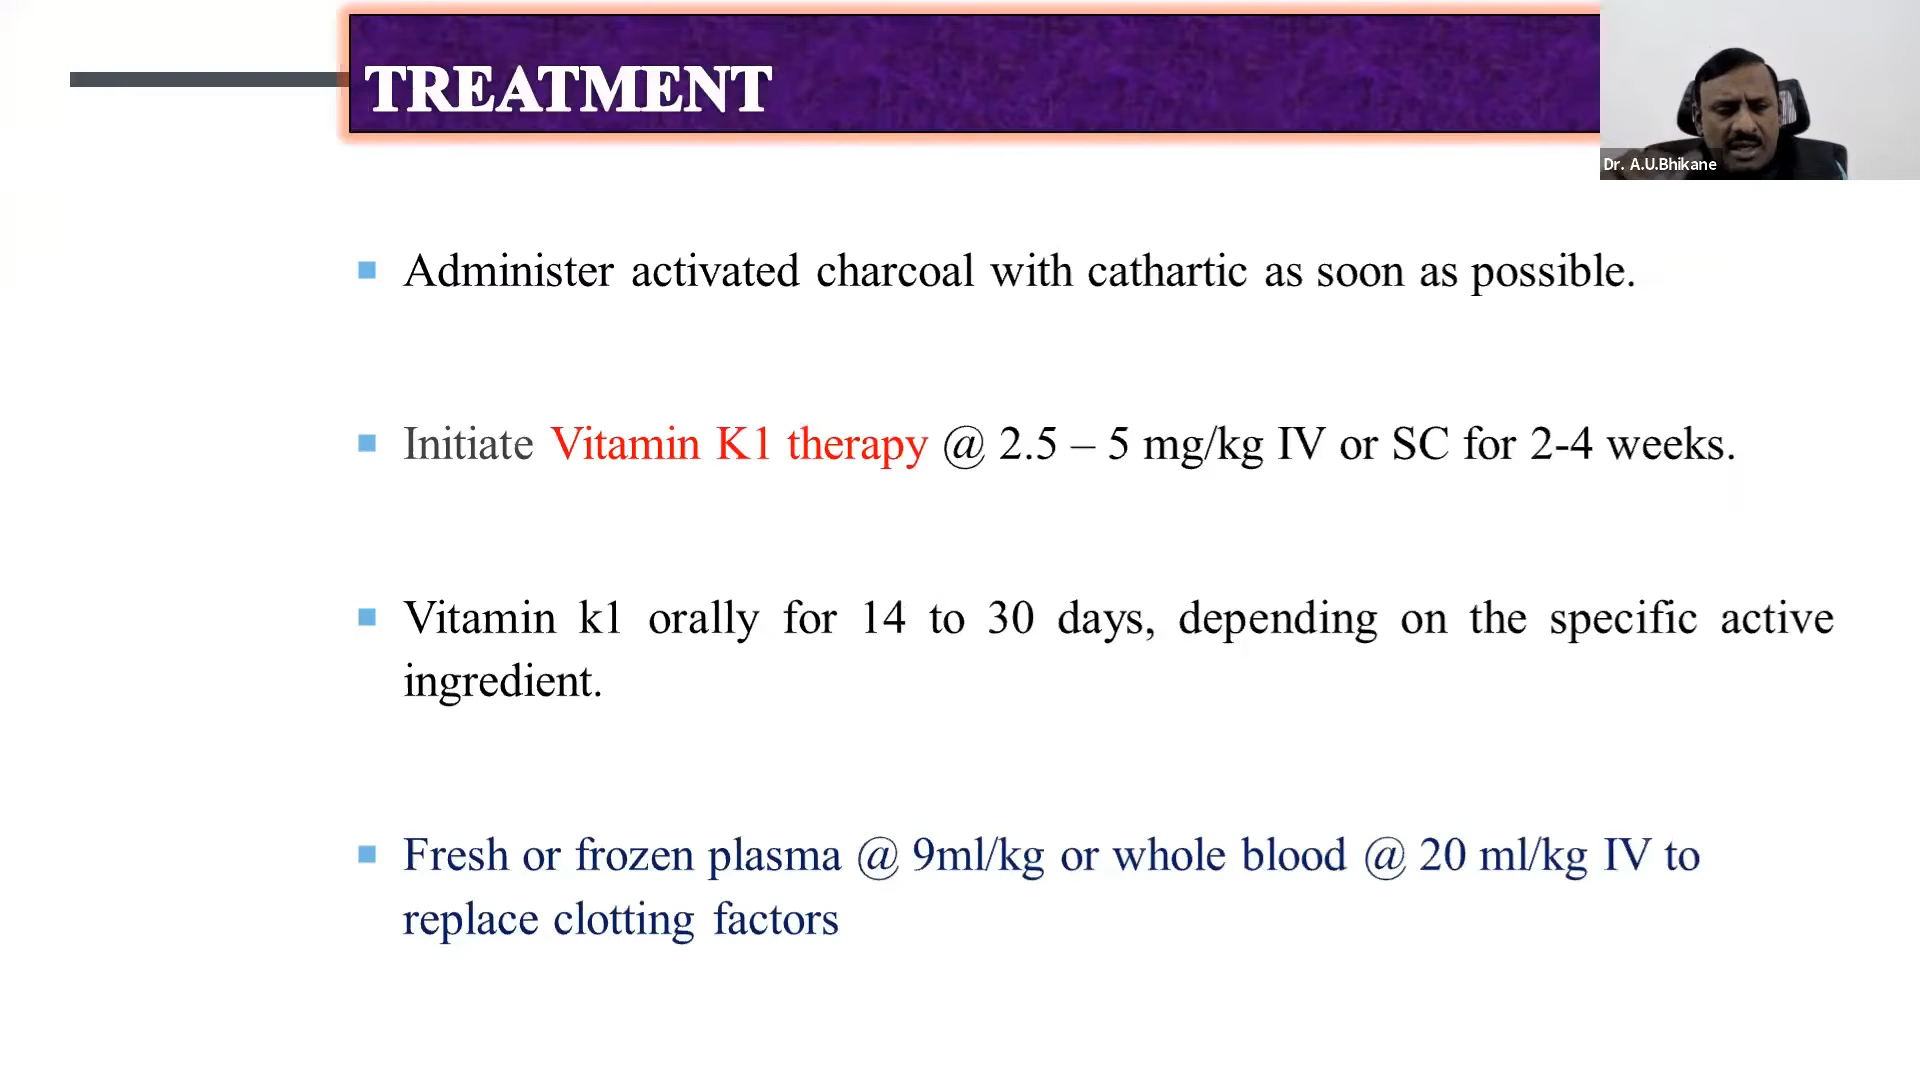 TREATMENT
Dr. A.U.Bhikane
Administer activated charcoal with cathartic as soon as possible.
Initiate Vitamin K1 therapy @ 2.5 – 5 mg/kg IV or SC for 2-4 weeks.
Vitamin k1 orally for 14 to 30 days, depending on the specific active
ingredient.
Fresh or frozen plasma @ 9ml/kg or whole blood @ 20 ml/kg IV to
replace clotting factors